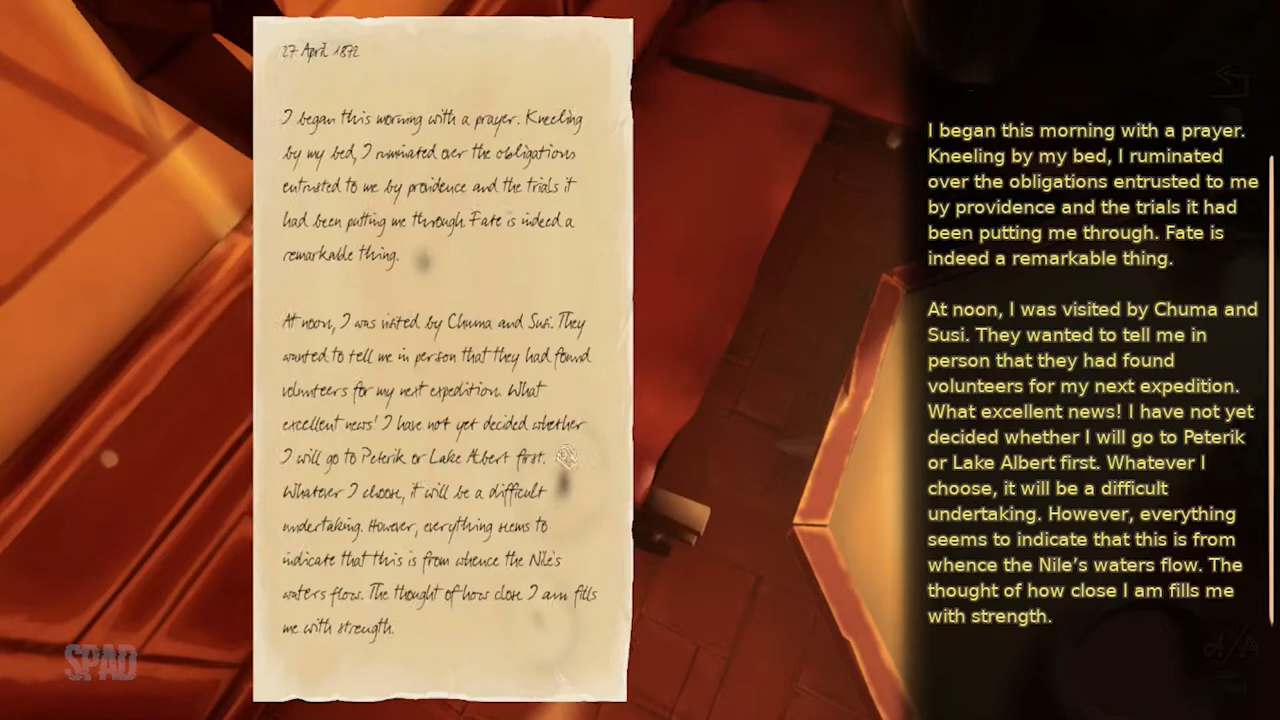 27 April 1872
I began this morning with a prayer. Kneeling
by my bed, I ruminated over the obligations
entrusted to me by providence and the trials it
had been putting me through. Fate is indeed a
remarkable thing.
At noon, I was visited by Chuma and Susi. They
wanted to tell me in person that they had found
volunteers for my next expedition. What
excellent news! I have not yet decided whether
I will go to Peterik or Lake Albert first.
Whatever I choose, it will be a difficult
undertaking. However, everything seems to
indicate that this is from whence the Nile's
waters flow. The thought of how close I am fills
me with strength.
I began this morning with a prayer.
Kneeling by my bed, I ruminated
over the obligations entrusted to me
by providence and the trials it had
been putting me through. Fate is
indeed a remarkable thing.
At noon, I was visited by Chuma and
Susi. They wanted to tell me in
person that they had found
volunteers for my next expedition.
What excellent news! I have not yet
decided whether I will go to Peterik
or Lake Albert first. Whatever I
choose, it will be a difficult
undertaking. However, everything
seems to indicate that this is from
whence the Nile’s waters flow. The
thought of how close I am fills me
with strength.
SPAD